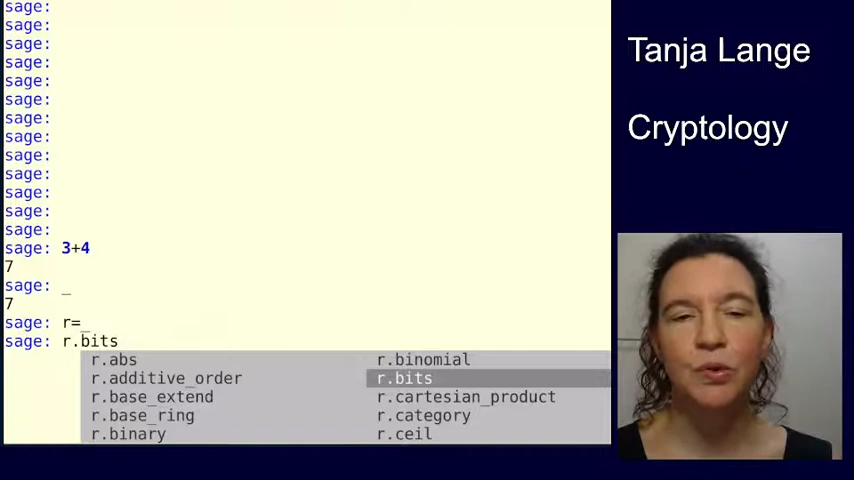 sage:
sage:
sage:
sage:
sage:
sage:
sage:
sage:
sage:
sage:
sage:
sage:
sage:
sage: 3+4
7
sage: _
7
sage: r=_
sage: r.bits
r.abs r.binomial
r.additive_order r.bits
r.base_extend r.cartesian_product
r.base_ring r.category
r.binary r.ceil
Tanja Lange
Cryptology